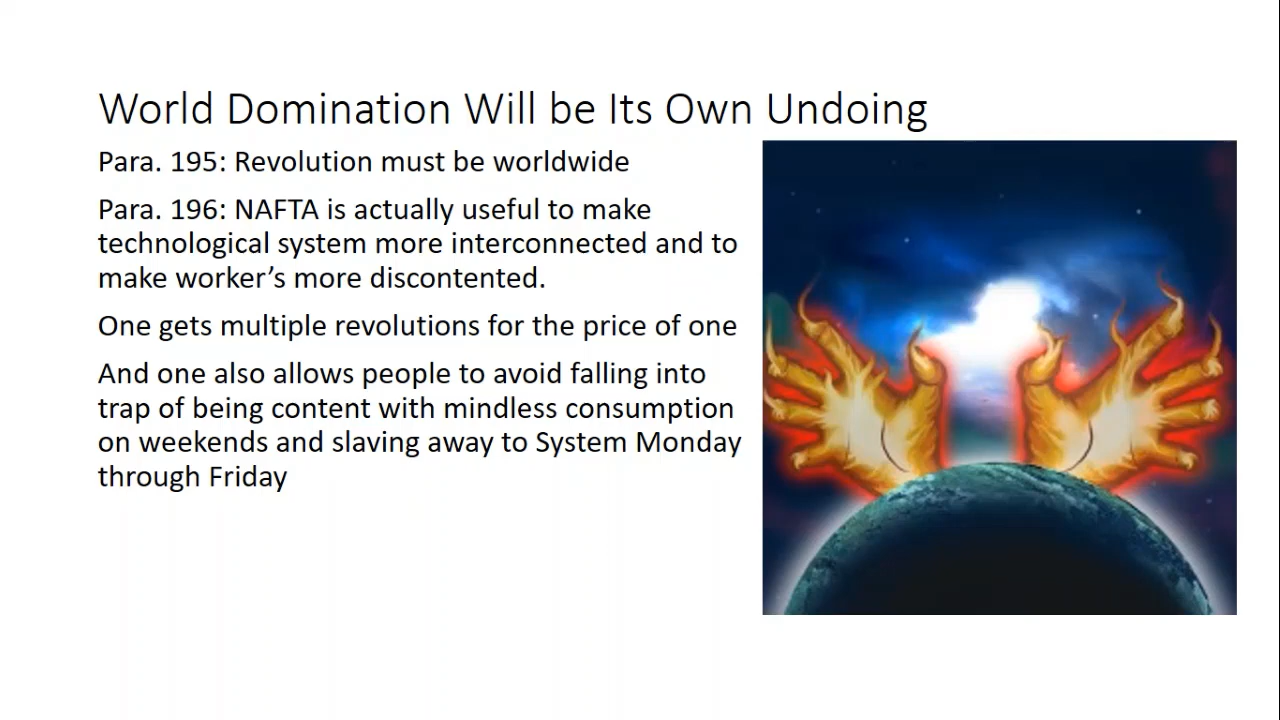 World Domination Will be Its Own Undoing
Para. 195: Revolution must be worldwide
Para. 196: NAFTA is actually useful to make
technological system more interconnected and to
make worker’s more discontented.
One gets multiple revolutions for the price of one
And one also allows people to avoid falling into
trap of being content with mindless consumption
on weekends and slaving away to System Monday
through Friday